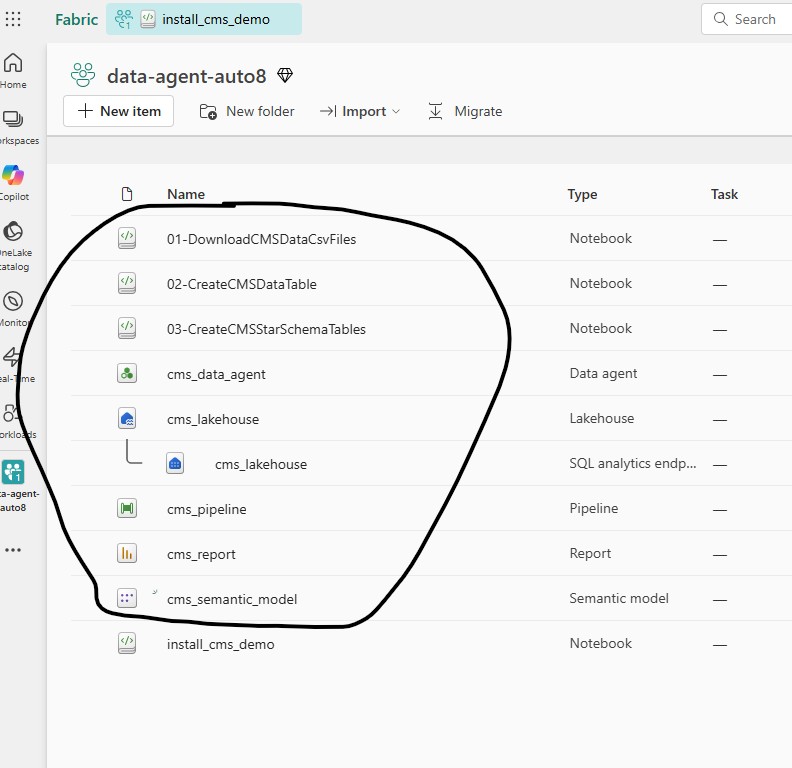 Fabric
install_cms_demo
Search
data-agent-auto8
New item
New folder
Import
Migrate
Home
orkspaces
Copilot
neLake
atalog
Monito
eal-Time
orkloads
ta-agent-
auto8
Name Type Task
01-DownloadCMSDataCsvFiles Notebook —
02-CreateCMSDataTable Notebook —
03-CreateCMSStarSchemaTables Notebook —
cms_data_agent Data agent —
cms_lakehouse Lakehouse —
cms_lakehouse SQL analytics endp... —
cms_pipeline Pipeline —
cms_report Report —
cms_semantic_model Semantic model —
install_cms_demo Notebook —